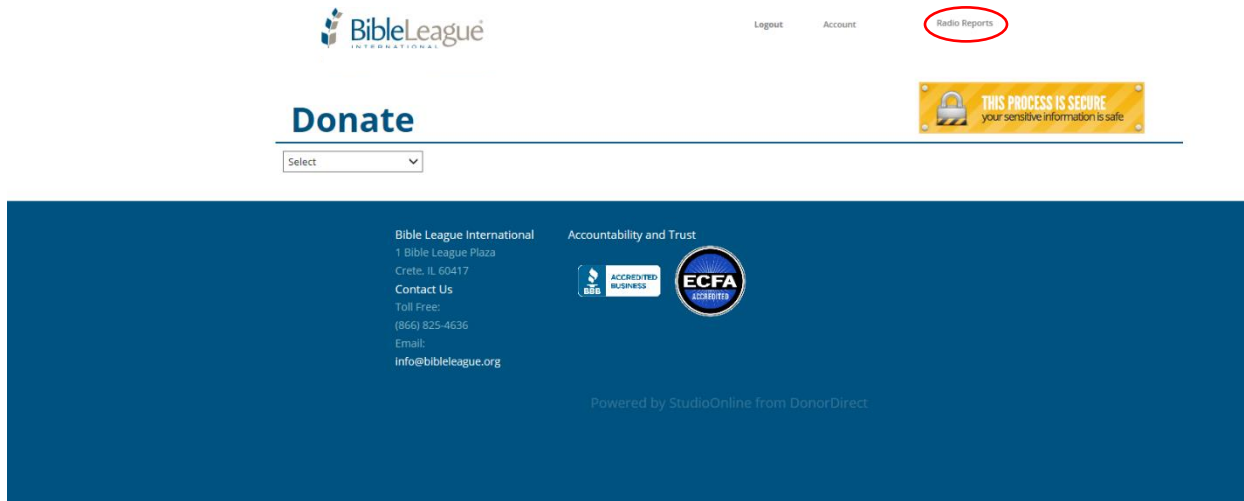 BibleLeague
INTERNATIONAL
Logout
Account
Radio Reports
THIS PROCESS IS SECURE
your sensitive information is safe
Donate
Select
Bible League International
1 Bible League Plaza
Crete, IL 60417
Contact Us
Toll Free:
(866) 825-4636
Email:
info@bibleleague.org
Accountability and Trust
BBB
ACCREDITED
BUSINESS
ECFA
ACCREDITED
Powered by StudioOnline from DonorDirect